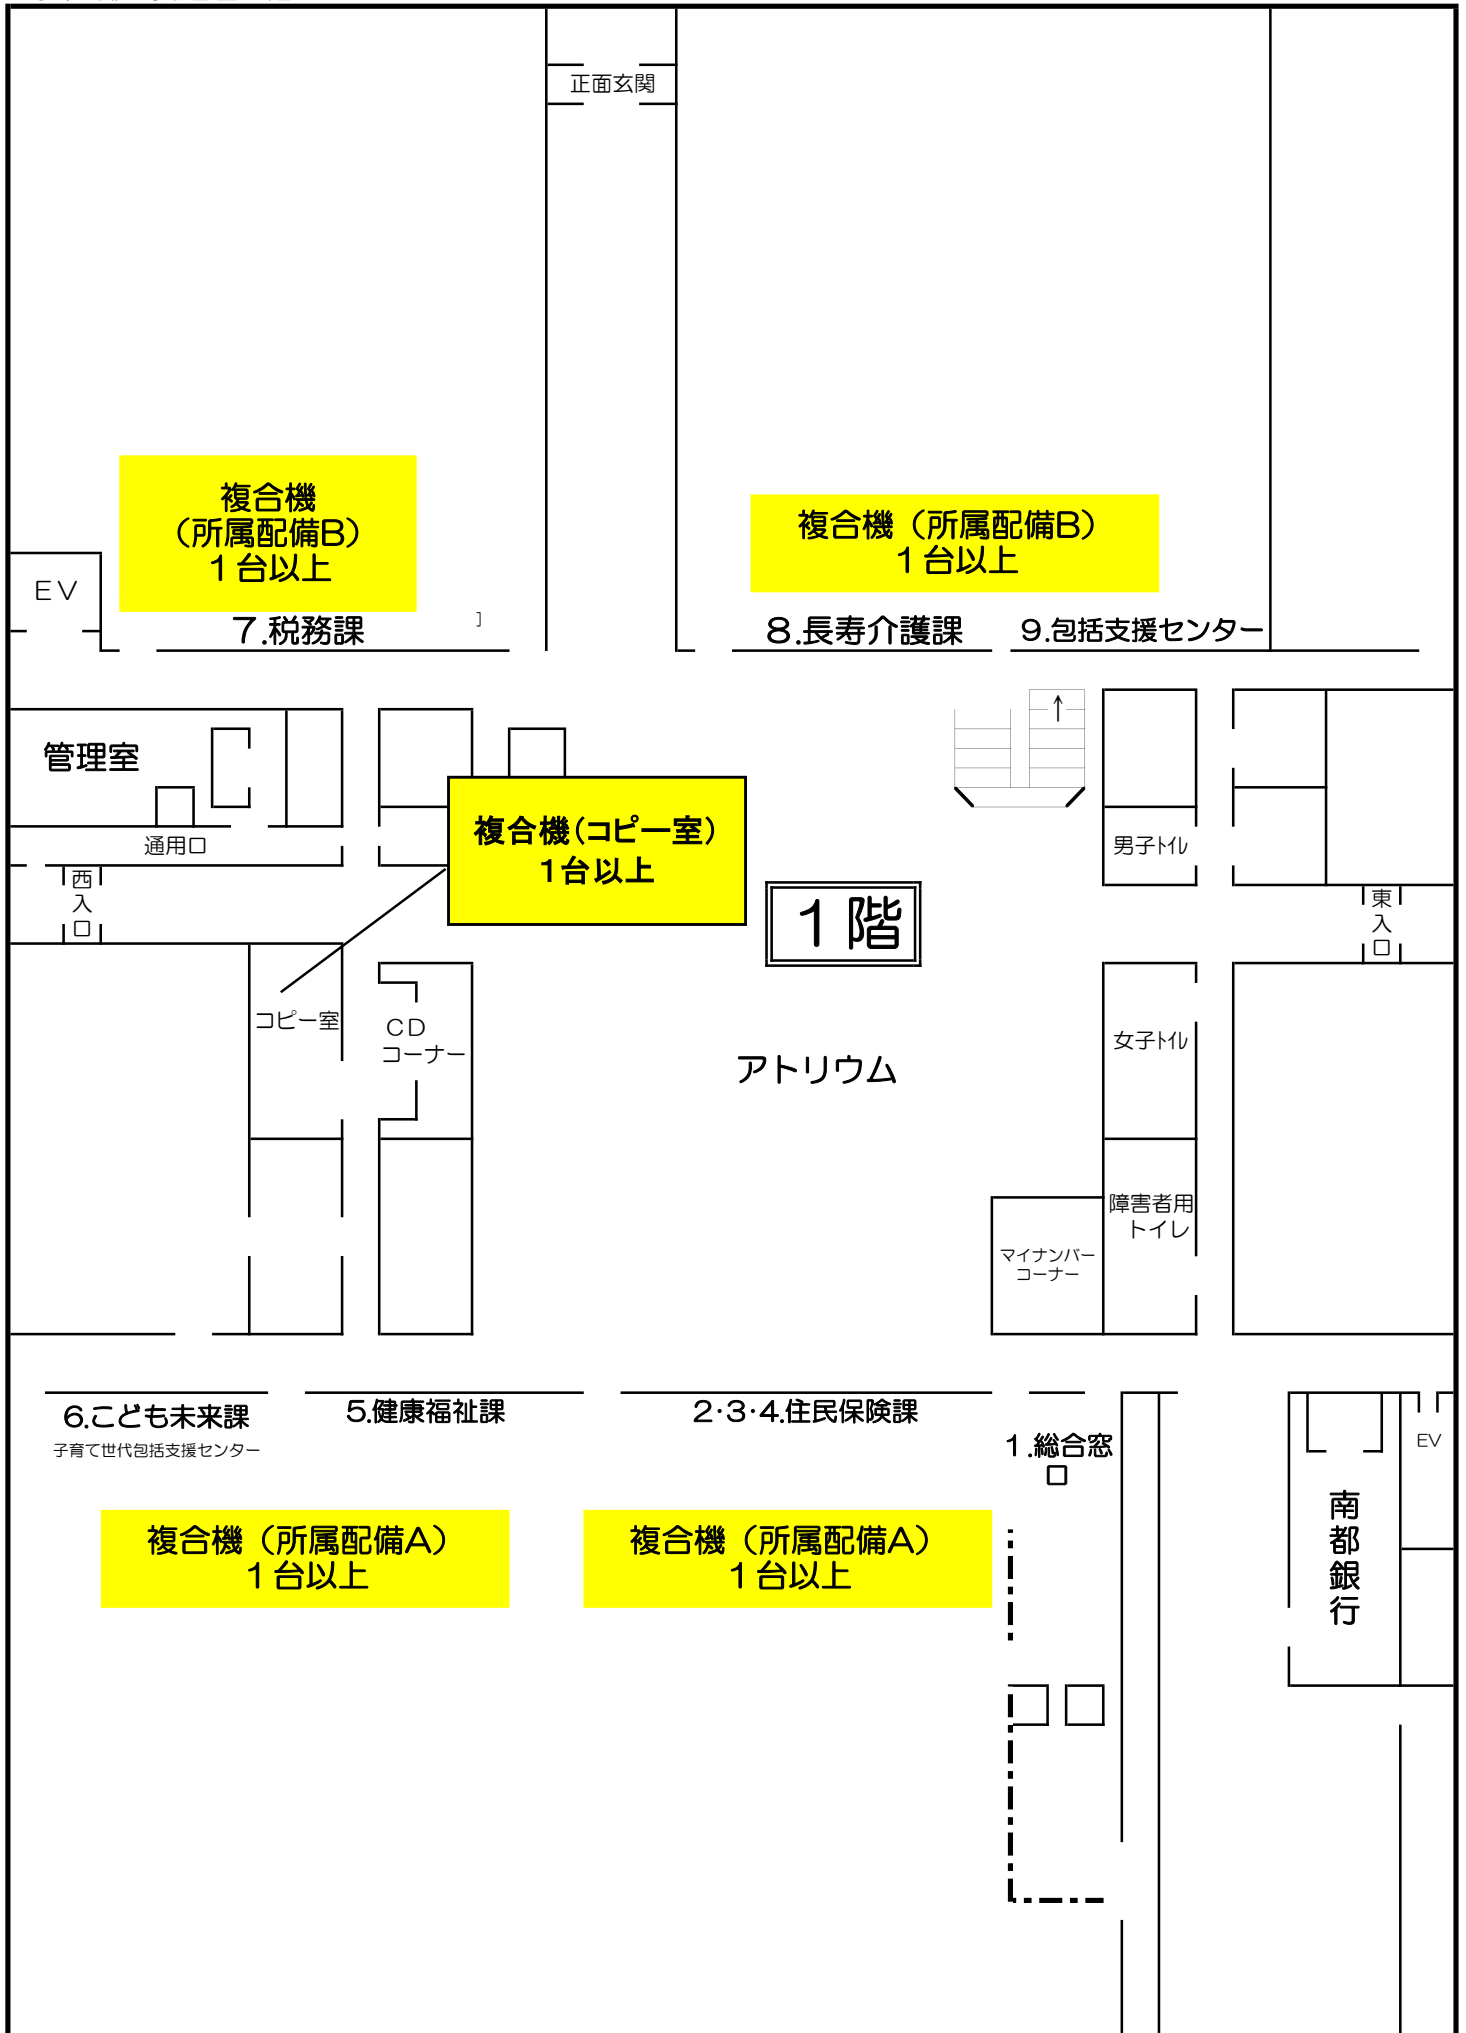 正面玄関
複合機
（所属配備B）
１台以上
複合機（所属配備B）
１台以上
EV
7.税務課
]
8.長寿介護課
9.包括支援センター
管理室
複合機(コピー室)
1台以上
通用口
男子ﾄｲﾚ
西入口
１階
東入口
コピー室
CD
コーナー
女子ﾄｲﾚ
アトリウム
障害者用
トイレ
マイナンバー
コーナー
6.こども未来課
子育て世代包括支援センター
5.健康福祉課
2･3･4.住民保険課
1.総合窓
口
EV
南都銀行
複合機（所属配備A）
１台以上
複合機（所属配備A）
１台以上